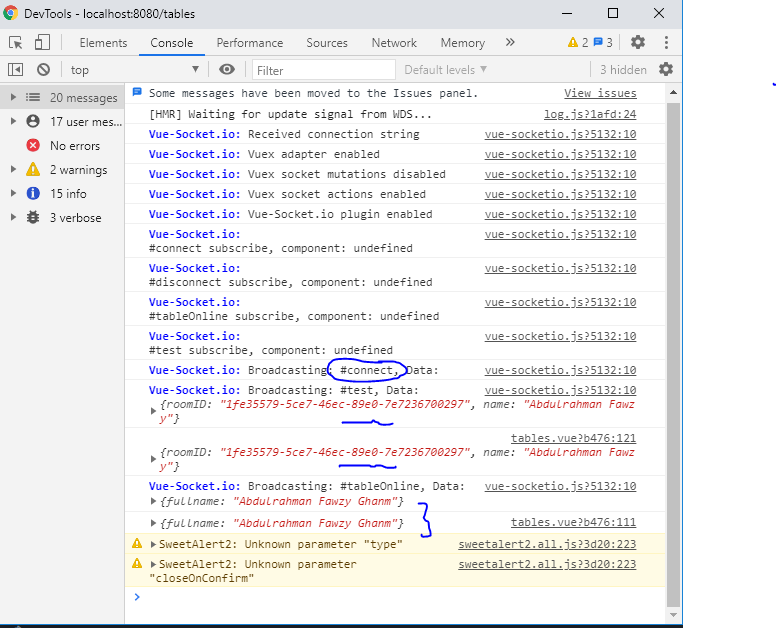 DevTools - localhost:8080/tables
Elements Console Performance Sources Network Memory » 2 3
top Filter Default levels 3 hidden
20 messages
17 user mes...
No errors
2 warnings
15 info
3 verbose
Some messages have been moved to the Issues panel. View issues
[HMR] Waiting for update signal from WDS... log.js?1afd:24
Vue-Socket.io: Received connection string vue-socketio.js?5132:10
Vue-Socket.io: Vuex adapter enabled vue-socketio.js?5132:10
Vue-Socket.io: Vuex socket mutations disabled vue-socketio.js?5132:10
Vue-Socket.io: Vuex socket actions enabled vue-socketio.js?5132:10
Vue-Socket.io: Vue-Socket.io plugin enabled vue-socketio.js?5132:10
Vue-Socket.io: vue-socketio.js?5132:10
#connect subscribe, component: undefined
Vue-Socket.io: vue-socketio.js?5132:10
#disconnect subscribe, component: undefined
Vue-Socket.io: vue-socketio.js?5132:10
#tableOnline subscribe, component: undefined
Vue-Socket.io: vue-socketio.js?5132:10
#test subscribe, component: undefined
Vue-Socket.io: Broadcasting: #connect, Data: vue-socketio.js?5132:10
Vue-Socket.io: Broadcasting: #test, Data: vue-socketio.js?5132:10
{roomID: "1fe35579-5ce7-46ec-89e0-7e7236700297", name: "Abdulrahman Fawz
y"}
tables.vue?b476:121
{roomID: "1fe35579-5ce7-46ec-89e0-7e7236700297", name: "Abdulrahman Fawz
y"}
Vue-Socket.io: Broadcasting: #tableOnline, Data: vue-socketio.js?5132:10
{fullname: "Abdulrahman Fawzy Ghanm"}
{fullname: "Abdulrahman Fawzy Ghanm"} tables.vue?b476:111
SweetAlert2: Unknown parameter "type" sweetalert2.all.js?3d20:223
SweetAlert2: Unknown parameter sweetalert2.all.js?3d20:223
"closeOnConfirm"